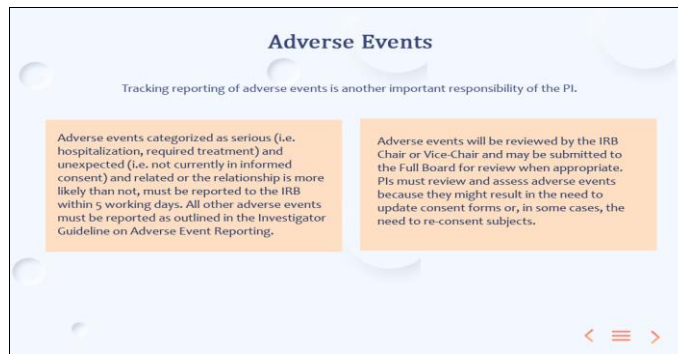 Adverse Events
Tracking reporting of adverse events is another important responsibility of the PI.
Adverse events categorized as serious (i.e.
hospitalization, required treatment) and
unexpected (i.e. not currently in informed
consent) and related or the relationship is more
likely than not, must be reported to the IRB
within 5 working days. All other adverse events
must be reported as outlined in the Investigator
Guideline on Adverse Event Reporting.
Adverse events will be reviewed by the IRB
Chair or Vice-Chair and may be submitted to
the Full Board for review when appropriate.
PIs must review and assess adverse events
because they might result in the need to
update consent forms or, in some cases, the
need to re-consent subjects.